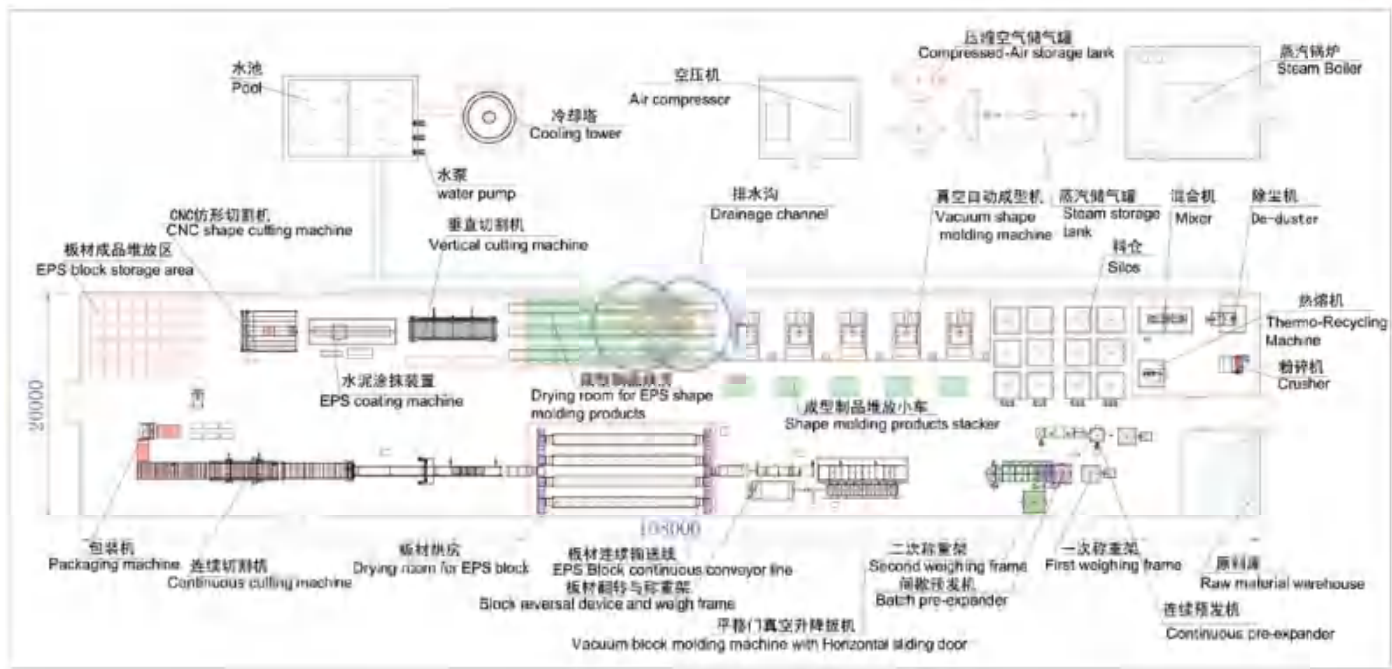 压缩空气储气罐
Compressed-Air storage tank
蒸汽锅炉
Steam Boiler
水池
Pool
空压机
Air compressor
冷却塔
Cooling tower
水泵
water pump
排水沟
Drainage channel
真空自动成型机
Vacuum shape
molding machine
蒸汽储气罐
Steam storage
tank
混合机
Mixer
除尘机
De-duster
CNC仿形切割机
CNC shape cutting machine
垂直切割机
Vertical cutting machine
板材成品堆放区
EPS block storage area
料仓
Silos
热熔机
Thermo-Recycling
Machine
粉碎机
Crusher
水泥涂抹装置
EPS coating machine
Drying room for EPS shape
molding products
成型制品堆放小车
Shape molding products stacker
20000
108000
包装机
Packaging machine
连续切割机
Continuous cutting machine
板材烘房
Drying room for EPS block
板材连续输送线
EPS Block continuous conveyor line
板材翻转与称重架
Block reversal device and weigh frame
二次称重架
Second weighing frame
间歇预发机
Batch pre-expander
一次称重架
First weighing frame
原料库
Raw material warehouse
连续预发机
Continuous pre-expander
平移门真空升降板机
Vacuum block molding machine with Horizontal sliding door